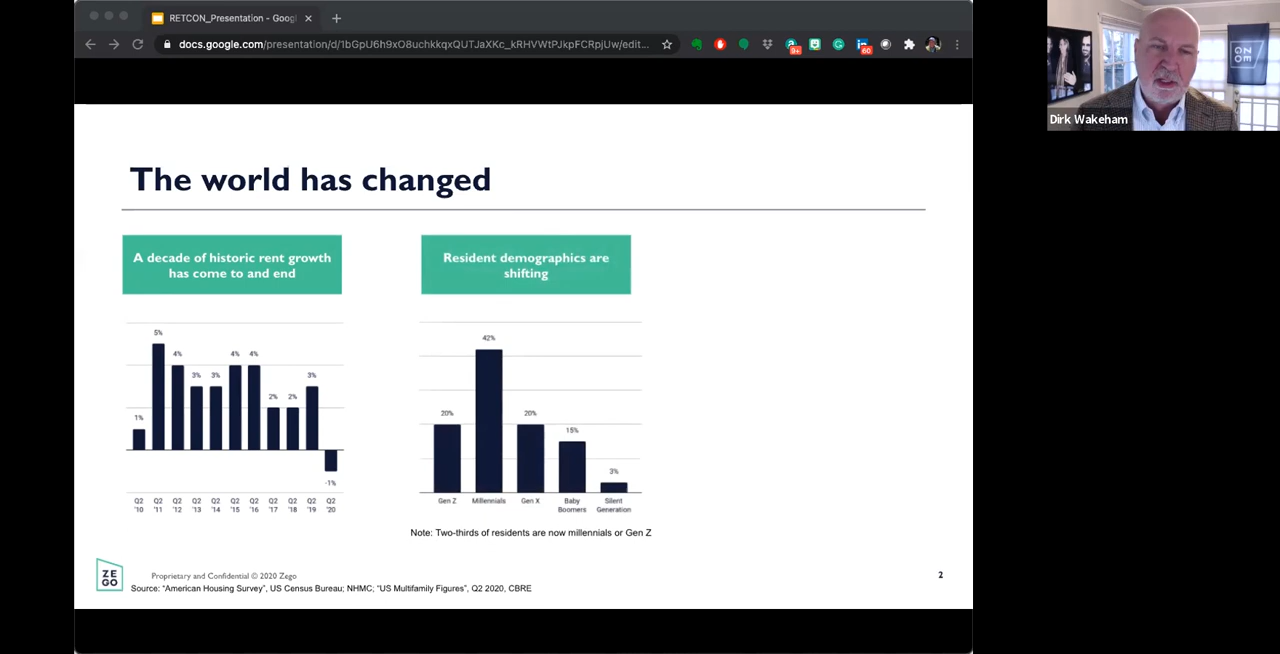 RETCON_Presentation - Googl
docs.google.com/presentation/d/1bGpU6h9xO8uchkkqxQUTJaXKc_kRHVWtPJkpFCRpjUw/edit...
9+
60
Dirk Wakeham
ZEGO
The world has changed
A decade of historic rent growth
has come to and end
Resident demographics are
shifting
5%
4%
4%
4%
3%
3%
3%
2%
2%
1%
-1%
Q2 Q2 Q2 Q2 Q2 Q2 Q2 Q2 Q2 Q2 Q2
'10 '11 '12 '13 '14 '15 '16 '17 '18 '19 '20
42%
20%
20%
15%
3%
Gen Z Millennials Gen X Baby Silent
Boomers Generation
Note: Two-thirds of residents are now millennials or Gen Z
ZE
GO
Proprietary and Confidential © 2020 Zego
2
Source: "American Housing Survey", US Census Bureau; NHMC; "US Multifamily Figures", Q2 2020, CBRE